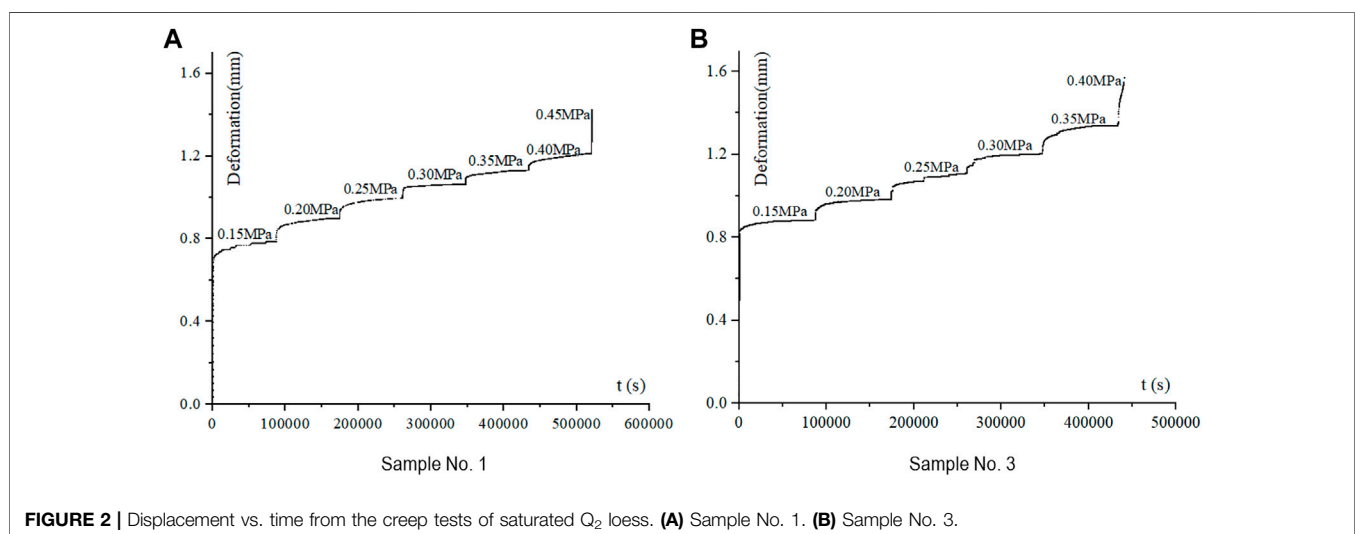 A
Deformation(mm)
1.6
1.2
0.8
0.4
0.0
0.15MPa
0.20MPa
0.25MPa
0.30MPa
0.35MPa
0.40MPa
0.45MPa
t (s)
0 100000 200000 300000 400000 500000 600000
Sample No. 1
B
Deformation(mm)
1.6
1.2
0.8
0.4
0.0
0.15MPa
0.20MPa
0.25MPa
0.30MPa
0.35MPa
0.40MPa
t (s)
0 100000 200000 300000 400000 500000
Sample No. 3
FIGURE 2 | Displacement vs. time from the creep tests of saturated Q₂ loess. (A) Sample No. 1. (B) Sample No. 3.